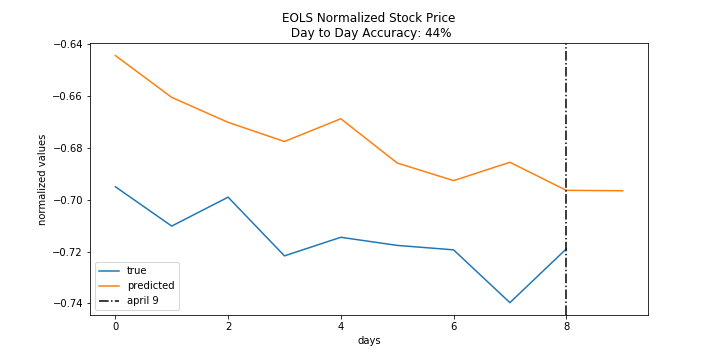 EOLS Normalized Stock Price
Day to Day Accuracy: 44%
normalized values
−0.64
−0.66
−0.68
−0.70
−0.72
−0.74
true
predicted
april 9
0 2 4 6 8
days